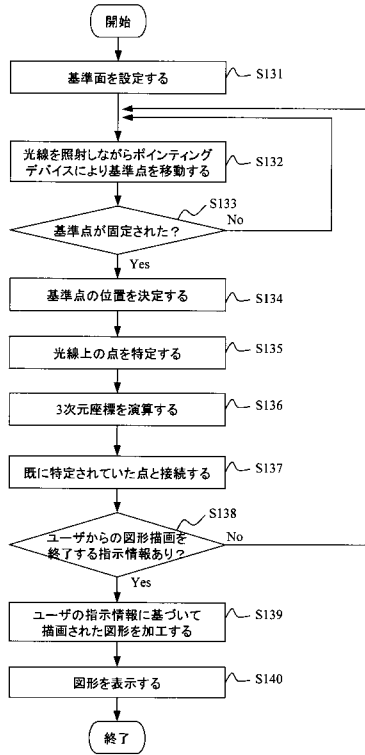 開始
基準面を設定する
S131
光線を照射しながらポインティング
デバイスにより基準点を移動する
S132
S133
基準点が固定された？
No
Yes
基準点の位置を決定する
S134
光線上の点を特定する
S135
3次元座標を演算する
S136
既に特定されていた点と接続する
S137
S138
ユーザからの図形描画を
終了する指示情報あり？
No
Yes
ユーザの指示情報に基づいて
描画された図形を加工する
S139
図形を表示する
S140
終了